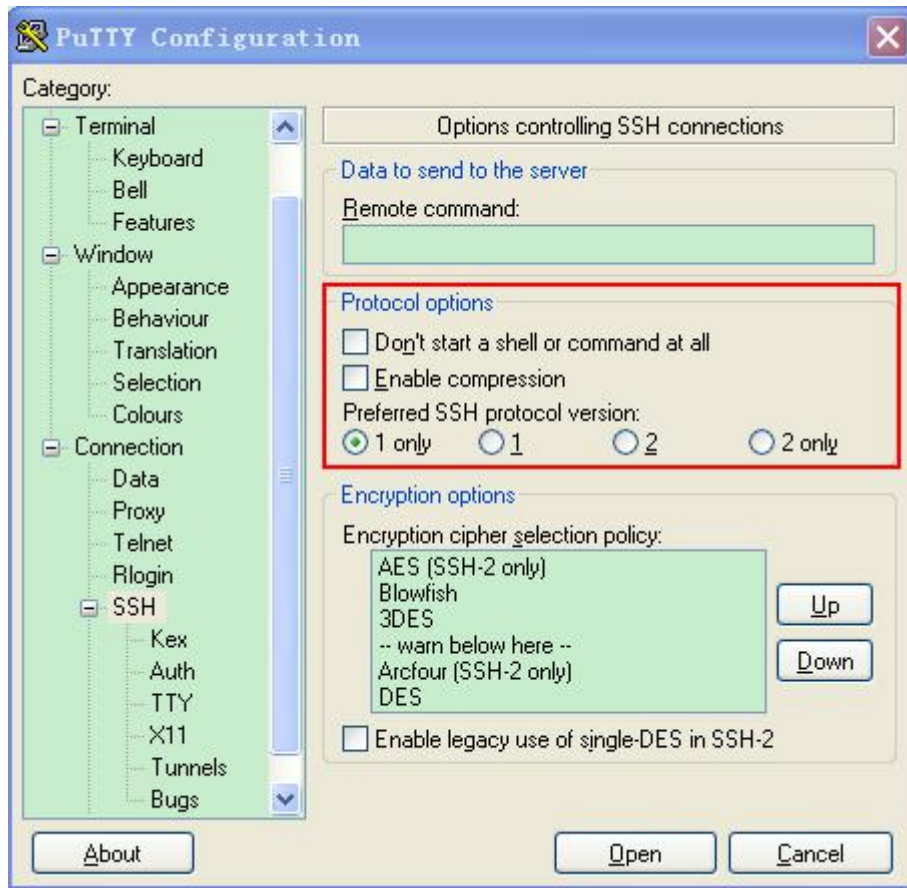 PuTTY Configuration
Category:
Terminal
Keyboard
Bell
Features
Window
Appearance
Behaviour
Translation
Selection
Colours
Connection
Data
Proxy
Telnet
Rlogin
SSH
Kex
Auth
TTY
X11
Tunnels
Bugs
Options controlling SSH connections
Data to send to the server
Remote command:
Protocol options
Don't start a shell or command at all
Enable compression
Preferred SSH protocol version:
1 only 1 2 2 only
Encryption options
Encryption cipher selection policy:
AES (SSH-2 only)
Blowfish
3DES
-- warn below here --
Arcfour (SSH-2 only)
DES
Up
Down
Enable legacy use of single-DES in SSH-2
About Open Cancel